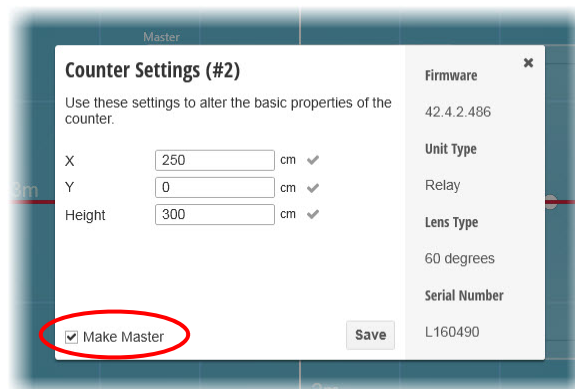 Master
Counter Settings (#2)
Use these settings to alter the basic properties of the
counter.
X 250 cm
Y 0 cm
Height 300 cm
Make Master
Save
Firmware
42.4.2.486
Unit Type
Relay
Lens Type
60 degrees
Serial Number
L160490
3m